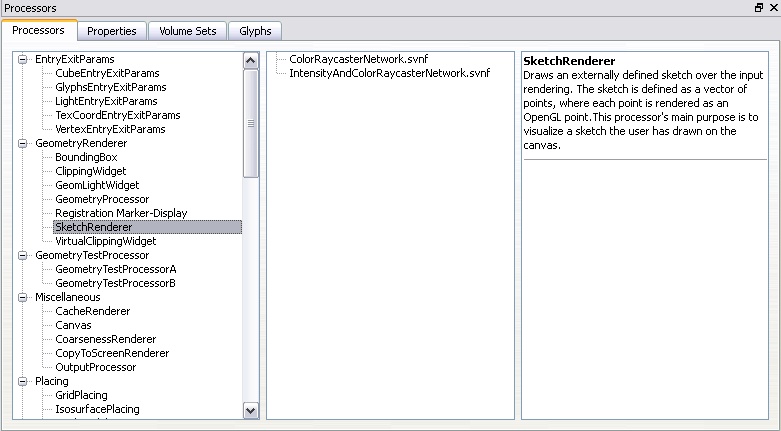 Processors
Processors
Properties
Volume Sets
Glyphs
EntryExitParams
CubeEntryExitParams
GlyphsEntryExitParams
LightEntryExitParams
TexCoordEntryExitParams
VertexEntryExitParams
GeometryRenderer
BoundingBox
ClippingWidget
GeomLightWidget
GeometryProcessor
Registration Marker-Display
SketchRenderer
VirtualClippingWidget
GeometryTestProcessor
GeometryTestProcessorA
GeometryTestProcessorB
Miscellaneous
CacheRenderer
Canvas
CoarsenessRenderer
CopyToScreenRenderer
OutputProcessor
Placing
GridPlacing
IsosurfacePlacing
ColorRaycasterNetwork.svnf
IntensityAndColorRaycasterNetwork.svnf
SketchRenderer
Draws an externally defined sketch over the input
rendering. The sketch is defined as a vector of
points, where each point is rendered as an
OpenGL point.This processor's main purpose is to
visualize a sketch the user has drawn on the
canvas.